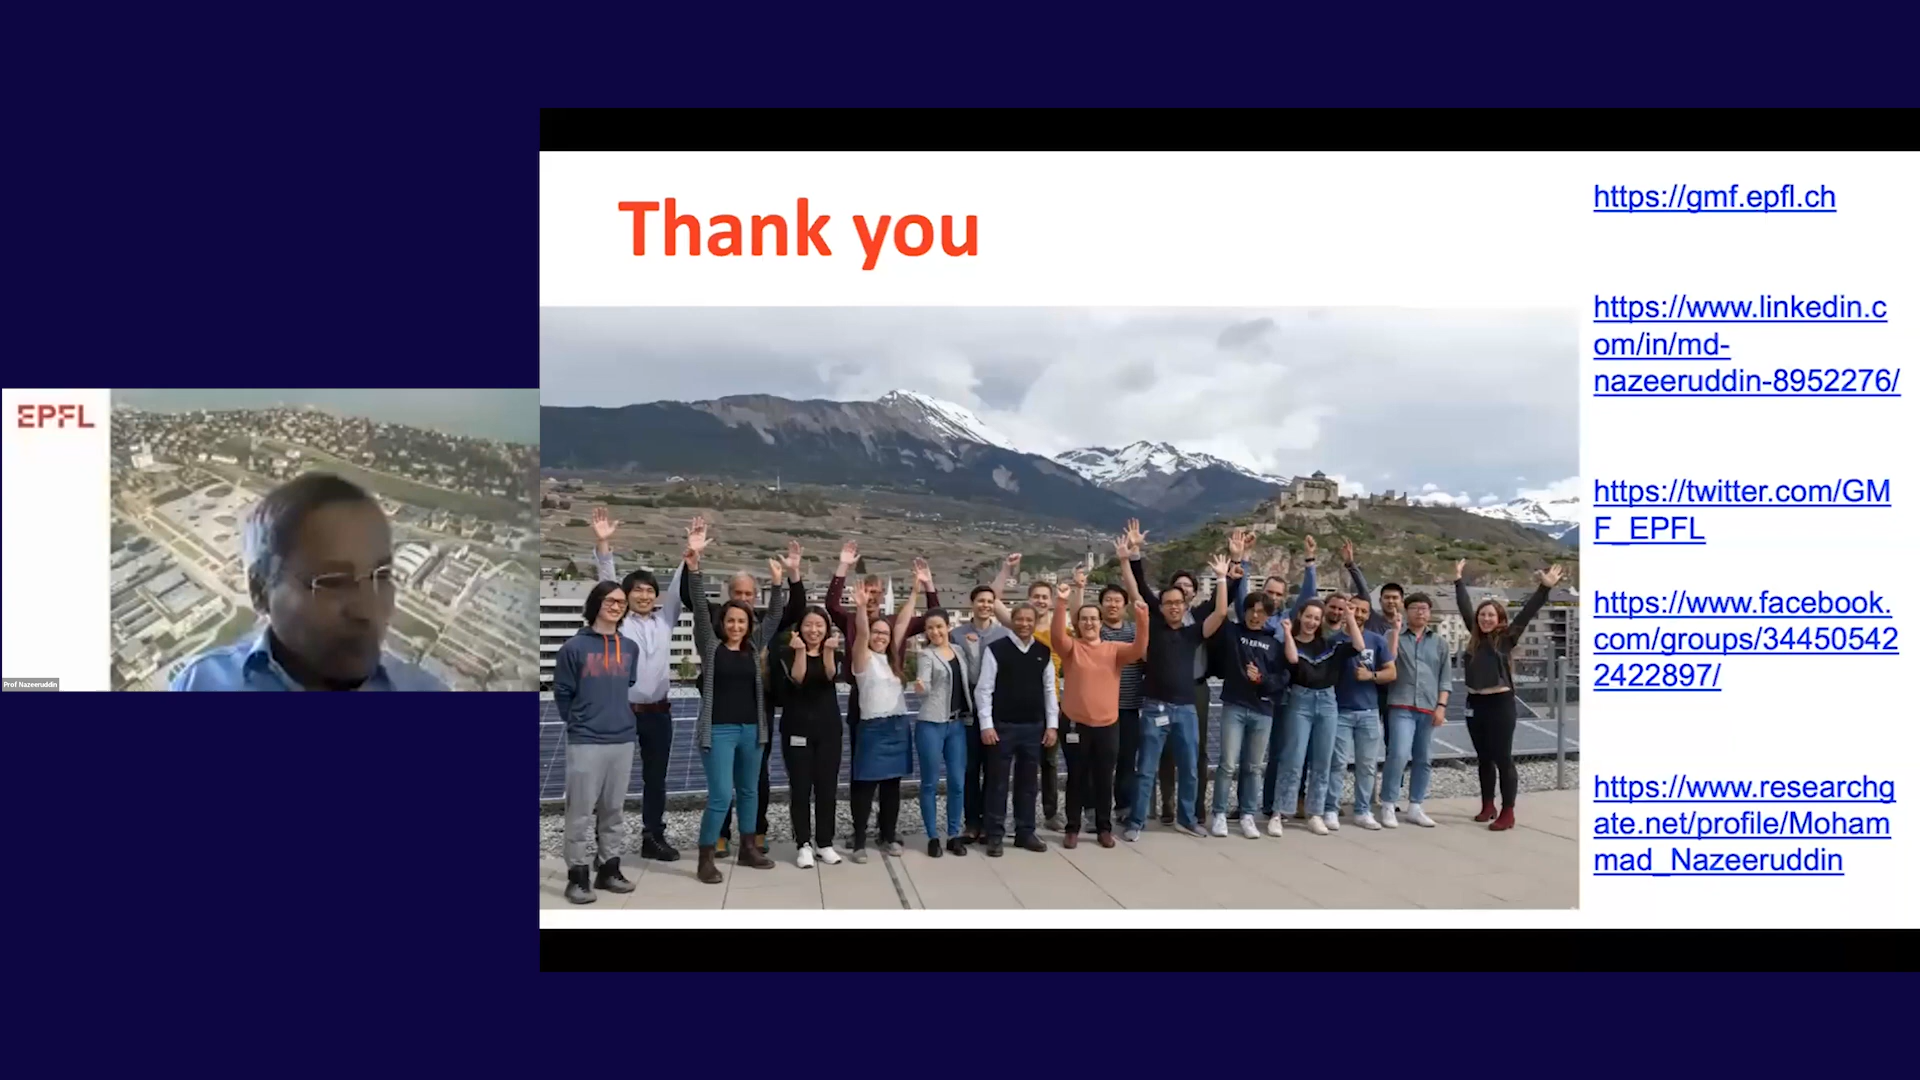 EPFL
Prof Nazeeruddin
Thank you
https://gmf.epfl.ch
https://www.linkedin.c
om/in/md-
nazeeruddin-8952276/
https://twitter.com/GM
F_EPFL
https://www.facebook.
com/groups/34450542
2422897/
https://www.researchg
ate.net/profile/Moham
mad_Nazeeruddin